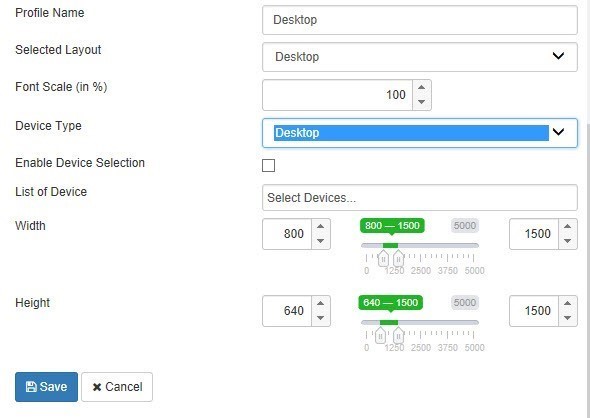 Profile Name Desktop
Selected Layout Desktop
Font Scale (in %) 100
Device Type Desktop
Enable Device Selection
List of Device Select Devices...
Width 800 800 — 1500 5000 1500
0 1250 2500 3750 5000
Height 640 640 — 1500 5000 1500
0 1250 2500 3750 5000
Save Cancel